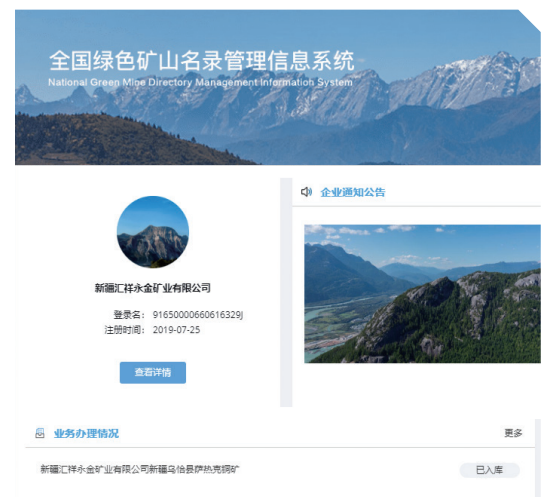 全国绿色矿山名录管理信息系统
National Green Mine Directory Management Information System
企业通知公告
新疆汇祥永金矿业有限公司
登录名： 91650000660616329J
注册时间： 2019-07-25
查看详情
业务办理情况
更多
新疆汇祥永金矿业有限公司新疆乌恰县萨热克铜矿
已入库